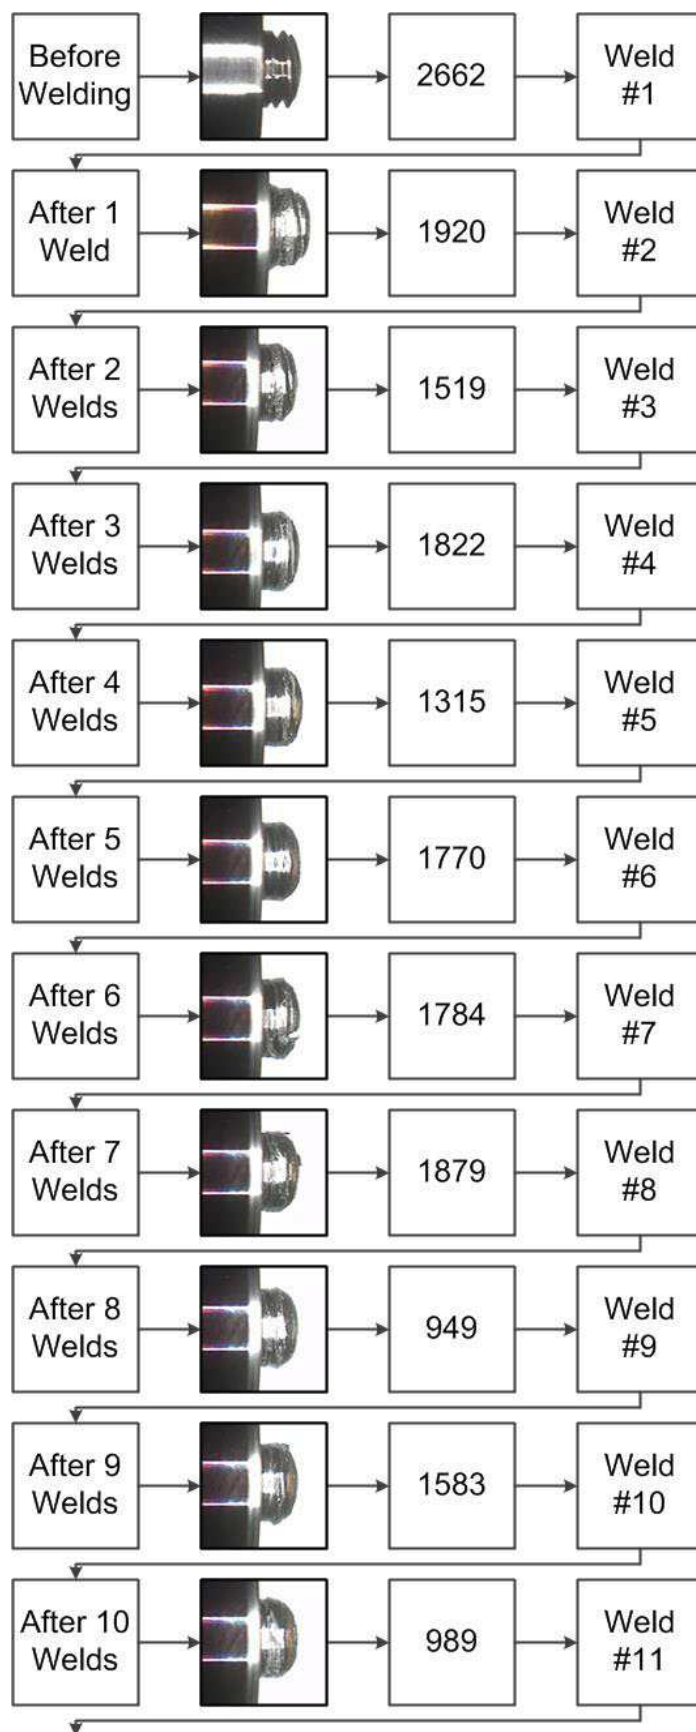 Before
Welding
2662
Weld
#1
After 1
Weld
1920
Weld
#2
After 2
Welds
1519
Weld
#3
After 3
Welds
1822
Weld
#4
After 4
Welds
1315
Weld
#5
After 5
Welds
1770
Weld
#6
After 6
Welds
1784
Weld
#7
After 7
Welds
1879
Weld
#8
After 8
Welds
949
Weld
#9
After 9
Welds
1583
Weld
#10
After 10
Welds
989
Weld
#11